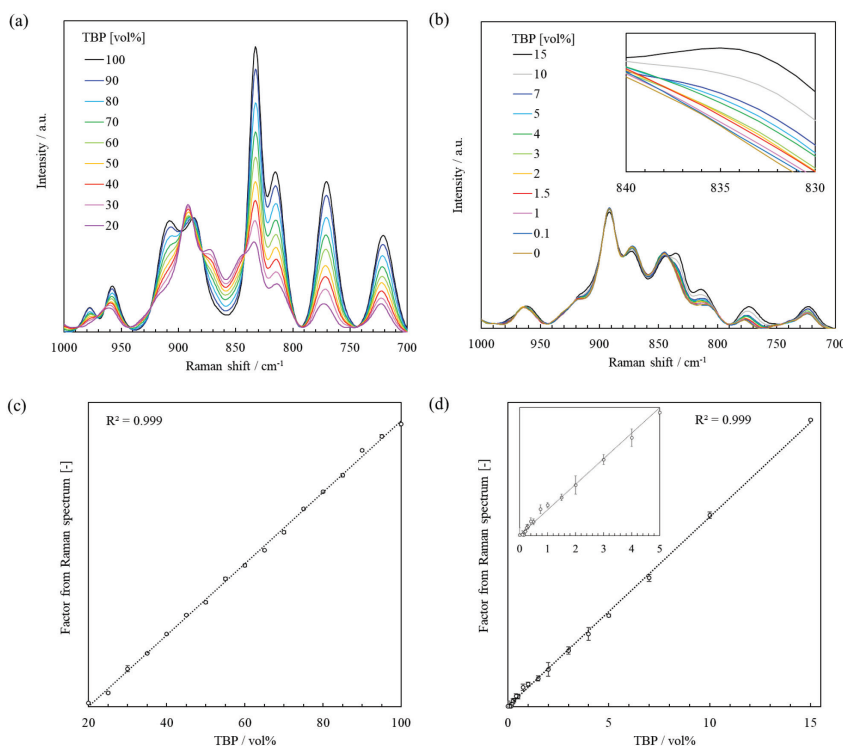 (a)
TBP [vol%]
100
90
80
70
60
50
40
30
20
Intensity / a.u.
1000 950 900 850 800 750 700
Raman shift / cm-1
(b)
TBP [vol%]
15
10
7
5
4
3
2
1.5
1
0.1
0
840 835 830
Intensity / a.u.
1000 900 800 700
Raman shift / cm-1
(c)
R² = 0.999
Factor from Raman spectrum [-]
20 40 60 80 100
TBP / vol%
(d)
R² = 0.999
0 1 2 3 4 5
Factor from Raman spectrum [-]
0 5 10 15
TBP / vol%